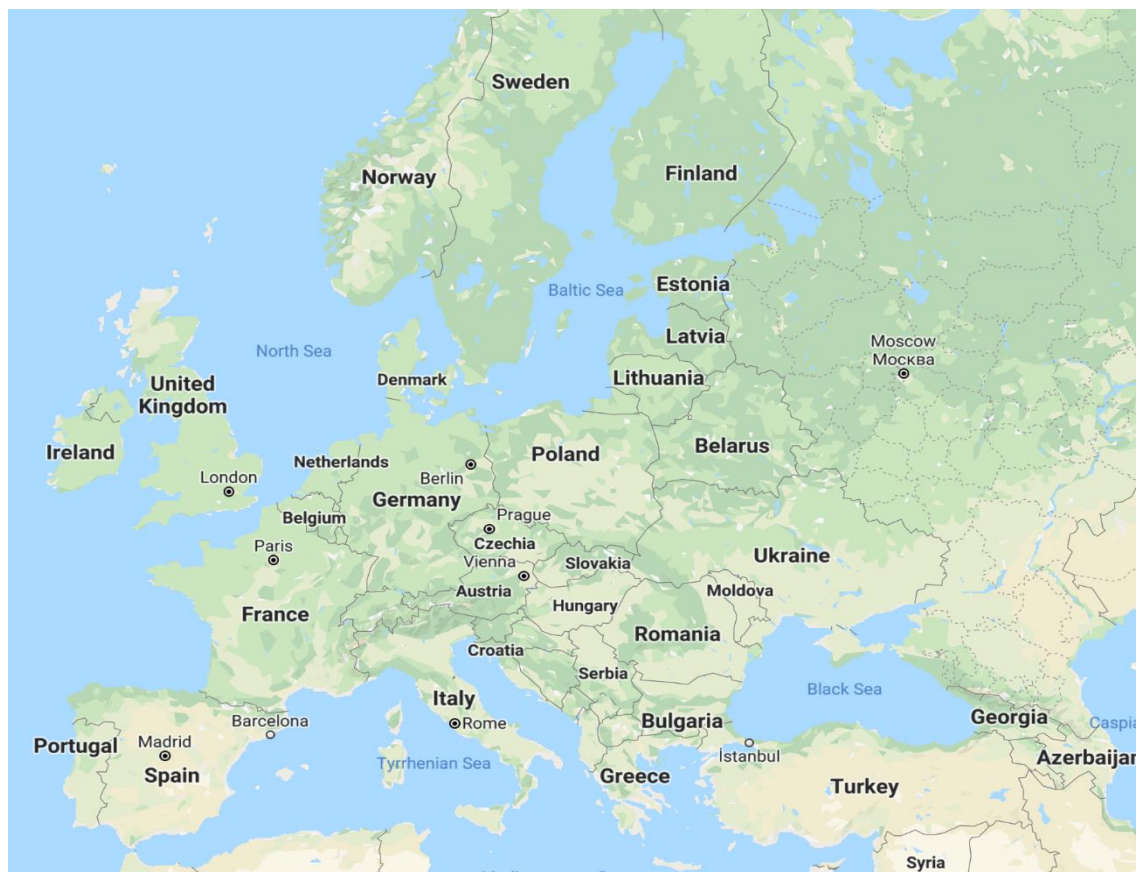 Sweden
Norway
Finland
Estonia
Baltic Sea
Latvia
Moscow
Москва
North Sea
Denmark
Lithuania
United
Kingdom
Ireland
Belarus
Poland
Netherlands
London
Berlin
Germany
Belgium
Prague
Czechia
Paris
Vienna
Slovakia
Ukraine
Austria
Moldova
Hungary
France
Romania
Croatia
Serbia
Black Sea
Italy
Rome
Barcelona
Bulgaria
Georgia
Caspia
Portugal
Madrid
Spain
Tyrrhenian Sea
İstanbul
Azerbaijan
Greece
Turkey
Syria